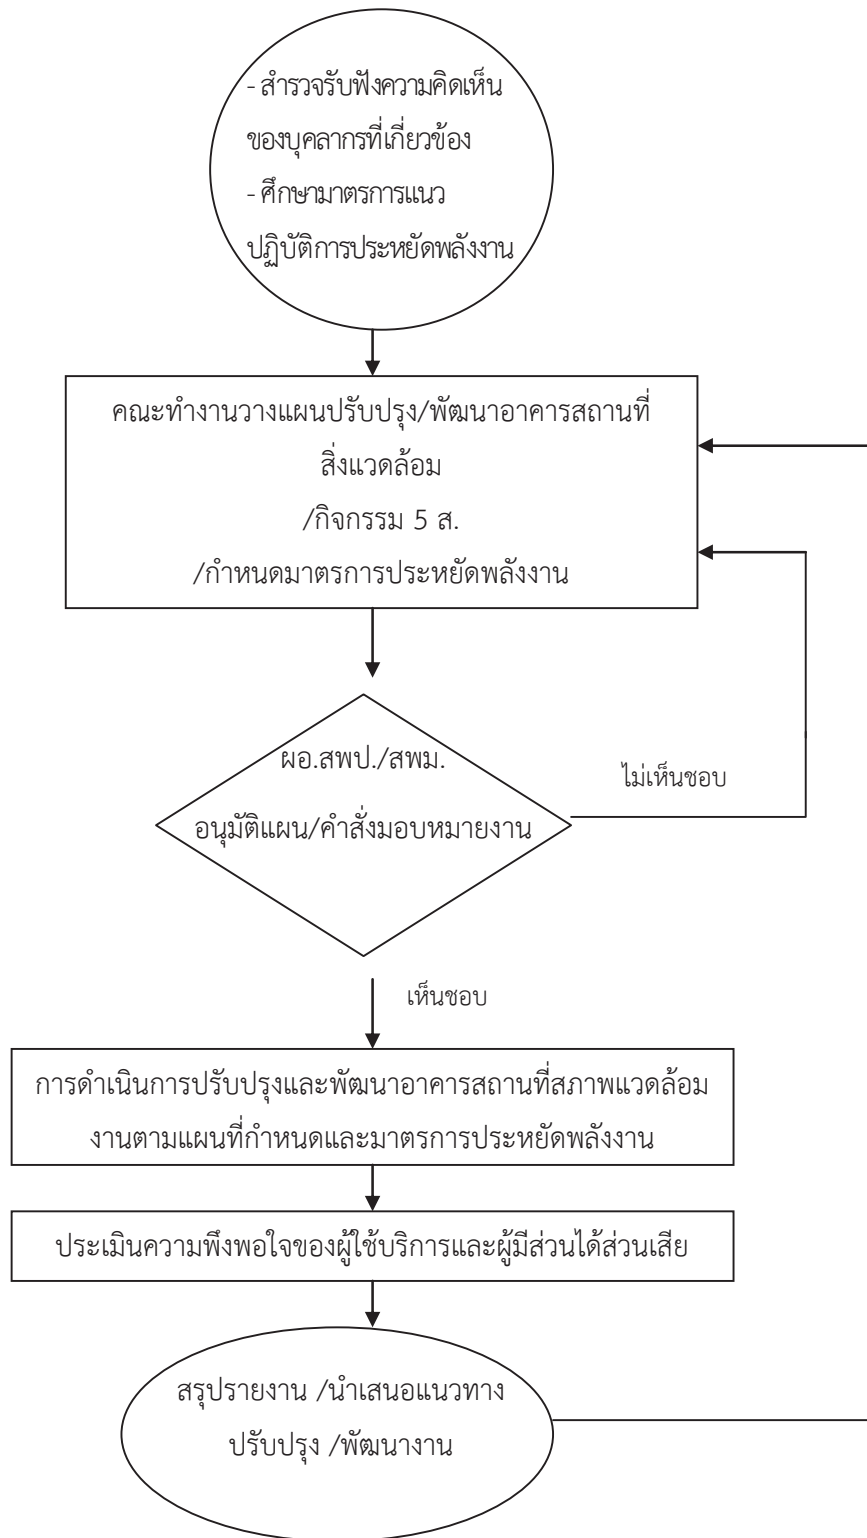 - สำรวจรับฟังความคิดเห็น
ของบุคลากรที่เกี่ยวข้อง
- ศึกษามาตรการแนว
ปฏิบัติการประหยัดพลังงาน
คณะทำงานวางแผนปรับปรุง/พัฒนาอาคารสถานที่
สิ่งแวดล้อม
/กิจกรรม 5 ส.
/กำหนดมาตรการประหยัดพลังงาน
ผอ.สพป./สพม.
อนุมัติแผน/คำสั่งมอบหมายงาน
ไม่เห็นชอบ
เห็นชอบ
การดำเนินการปรับปรุงและพัฒนาอาคารสถานที่สภาพแวดล้อม
งานตามแผนที่กำหนดและมาตรการประหยัดพลังงาน
ประเมินความพึงพอใจของผู้ใช้บริการและผู้มีส่วนได้ส่วนเสีย
สรุปรายงาน /นำเสนอแนวทาง
ปรับปรุง /พัฒนางาน